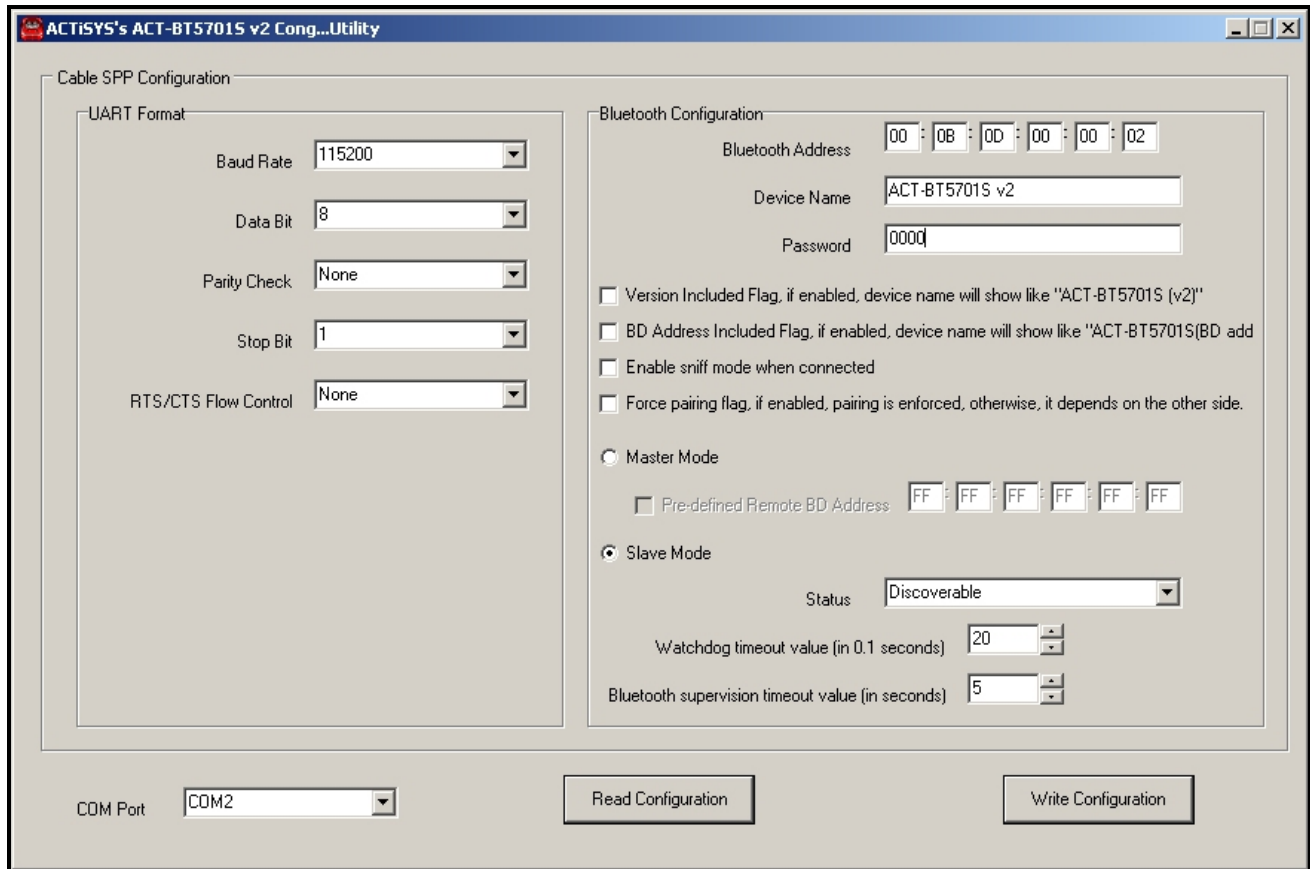 ACTiSYS's ACT-BT5701S v2 Cong...Utility
Cable SPP Configuration
UART Format
Baud Rate 115200
Data Bit 8
Parity Check None
Stop Bit 1
RTS/CTS Flow Control None
Bluetooth Configuration
Bluetooth Address 00 : 0B : 0D : 00 : 00 : 02
Device Name ACT-BT5701S v2
Password 0000
Version Included Flag, if enabled, device name will show like "ACT-BT5701S (v2)"
BD Address Included Flag, if enabled, device name will show like "ACT-BT5701S(BD add
Enable sniff mode when connected
Force pairing flag, if enabled, pairing is enforced, otherwise, it depends on the other side.
Master Mode
Pre-defined Remote BD Address FF : FF : FF : FF : FF : FF
Slave Mode
Status Discoverable
Watchdog timeout value (in 0.1 seconds) 20
Bluetooth supervision timeout value (in seconds) 5
COM Port COM2
Read Configuration
Write Configuration